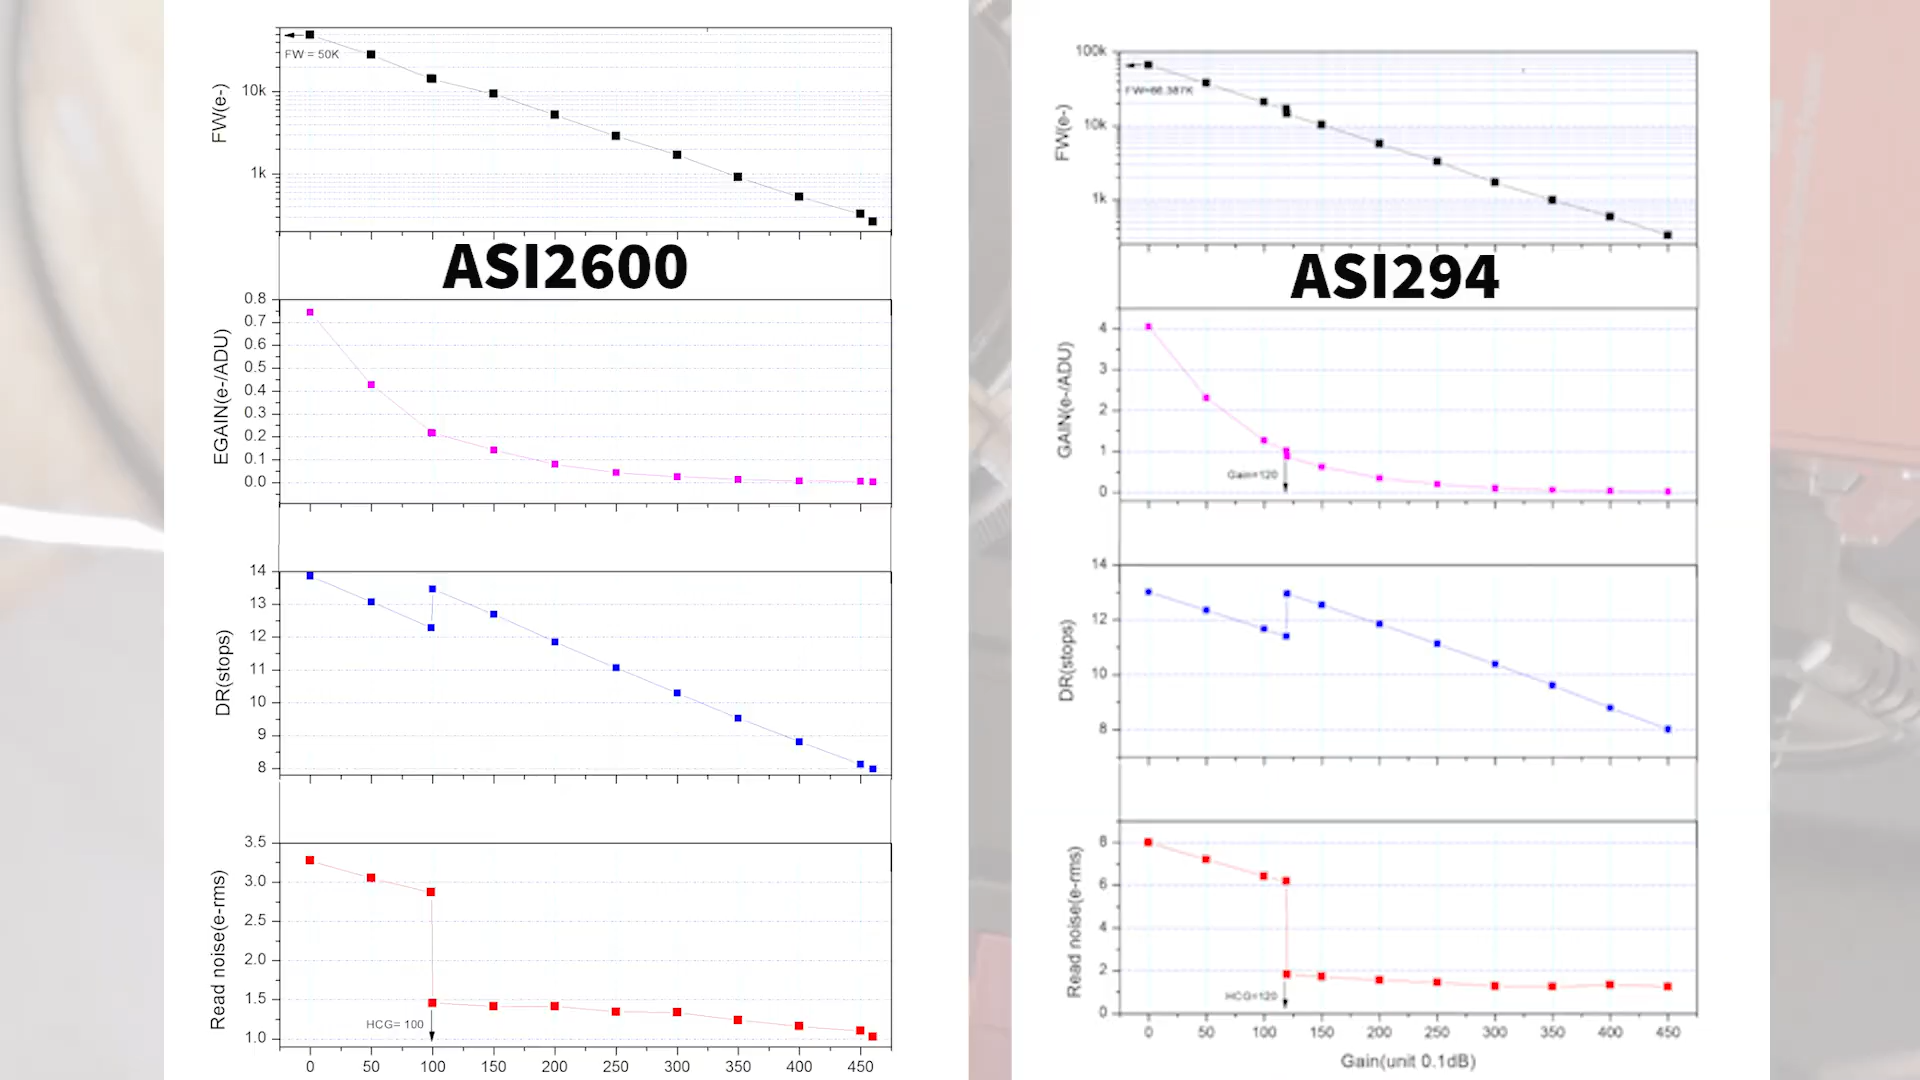 FW = 50K
10k
1k
FW(e-)
ASI2600
0.8
0.7
0.6
0.5
0.4
0.3
0.2
0.1
0.0
EGAIN(e-/ADU)
14
13
12
11
10
9
8
DR(stops)
3.5
3.0
2.5
2.0
1.5
1.0
Read noise(e-rms)
HCG= 100
0 50 100 150 200 250 300 350 400 450
100k
10k
1k
FW(e-)
FW=66.387K
ASI294
4
3
2
1
0
GAIN(e-/ADU)
Gain=120
14
12
10
8
DR(stops)
8
6
4
2
0
Read noise(e-rms)
HCG=120
0 50 100 150 200 250 300 350 400 450
Gain(unit 0.1dB)